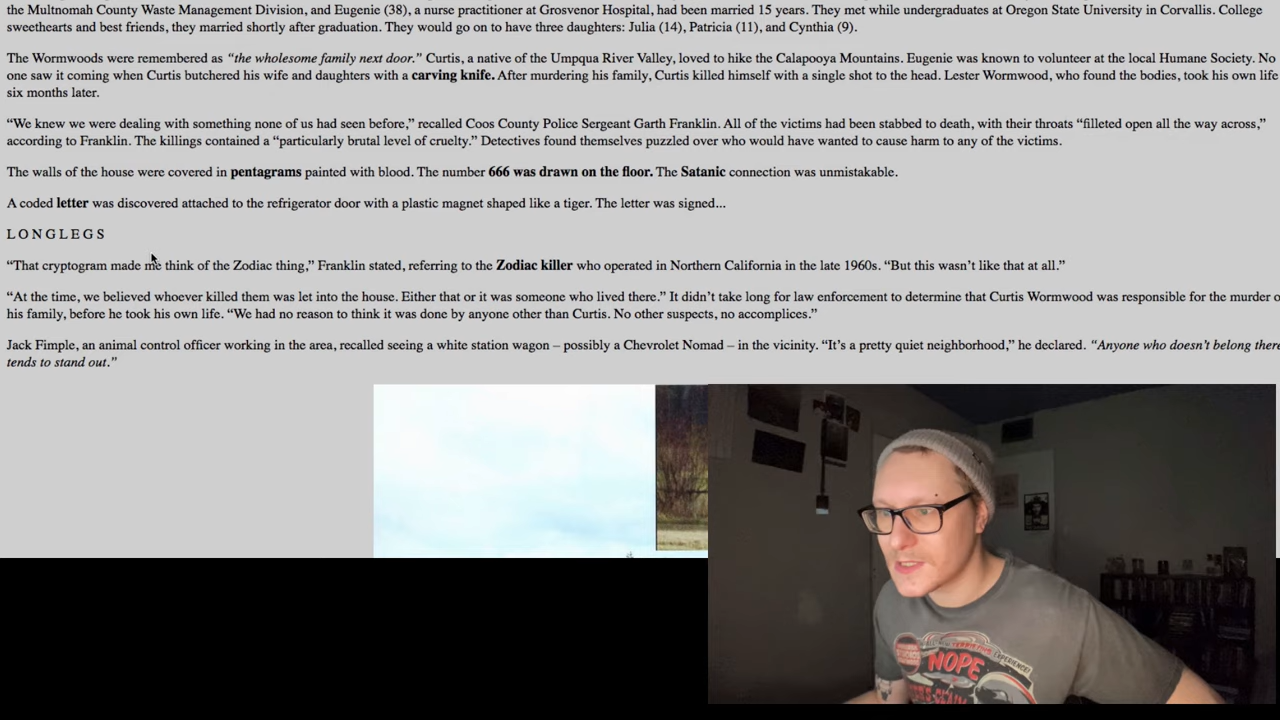 the Multnomah County Waste Management Division, and Eugenie (38), a nurse practitioner at Grosvenor Hospital, had been married 15 years. They met while undergraduates at Oregon State University in Corvallis. College
sweethearts and best friends, they married shortly after graduation. They would go on to have three daughters: Julia (14), Patricia (11), and Cynthia (9).
The Wormwoods were remembered as “the wholesome family next door.” Curtis, a native of the Umpqua River Valley, loved to hike the Calapooya Mountains. Eugenie was known to volunteer at the local Humane Society. No
one saw it coming when Curtis butchered his wife and daughters with a carving knife. After murdering his family, Curtis killed himself with a single shot to the head. Lester Wormwood, who found the bodies, took his own life
six months later.
“We knew we were dealing with something none of us had seen before,” recalled Coos County Police Sergeant Garth Franklin. All of the victims had been stabbed to death, with their throats “filleted open all the way across,”
according to Franklin. The killings contained a “particularly brutal level of cruelty.” Detectives found themselves puzzled over who would have wanted to cause harm to any of the victims.
The walls of the house were covered in pentagrams painted with blood. The number 666 was drawn on the floor. The Satanic connection was unmistakable.
A coded letter was discovered attached to the refrigerator door with a plastic magnet shaped like a tiger. The letter was signed...
L O N G L E G S
“That cryptogram made me think of the Zodiac thing,” Franklin stated, referring to the Zodiac killer who operated in Northern California in the late 1960s. “But this wasn’t like that at all.”
“At the time, we believed whoever killed them was let into the house. Either that or it was someone who lived there.” It didn’t take long for law enforcement to determine that Curtis Wormwood was responsible for the murder o
his family, before he took his own life. “We had no reason to think it was done by anyone other than Curtis. No other suspects, no accomplices.”
Jack Fimple, an animal control officer working in the area, recalled seeing a white station wagon – possibly a Chevrolet Nomad – in the vicinity. “It’s a pretty quiet neighborhood,” he declared. “Anyone who doesn’t belong there
tends to stand out.”
NOPE